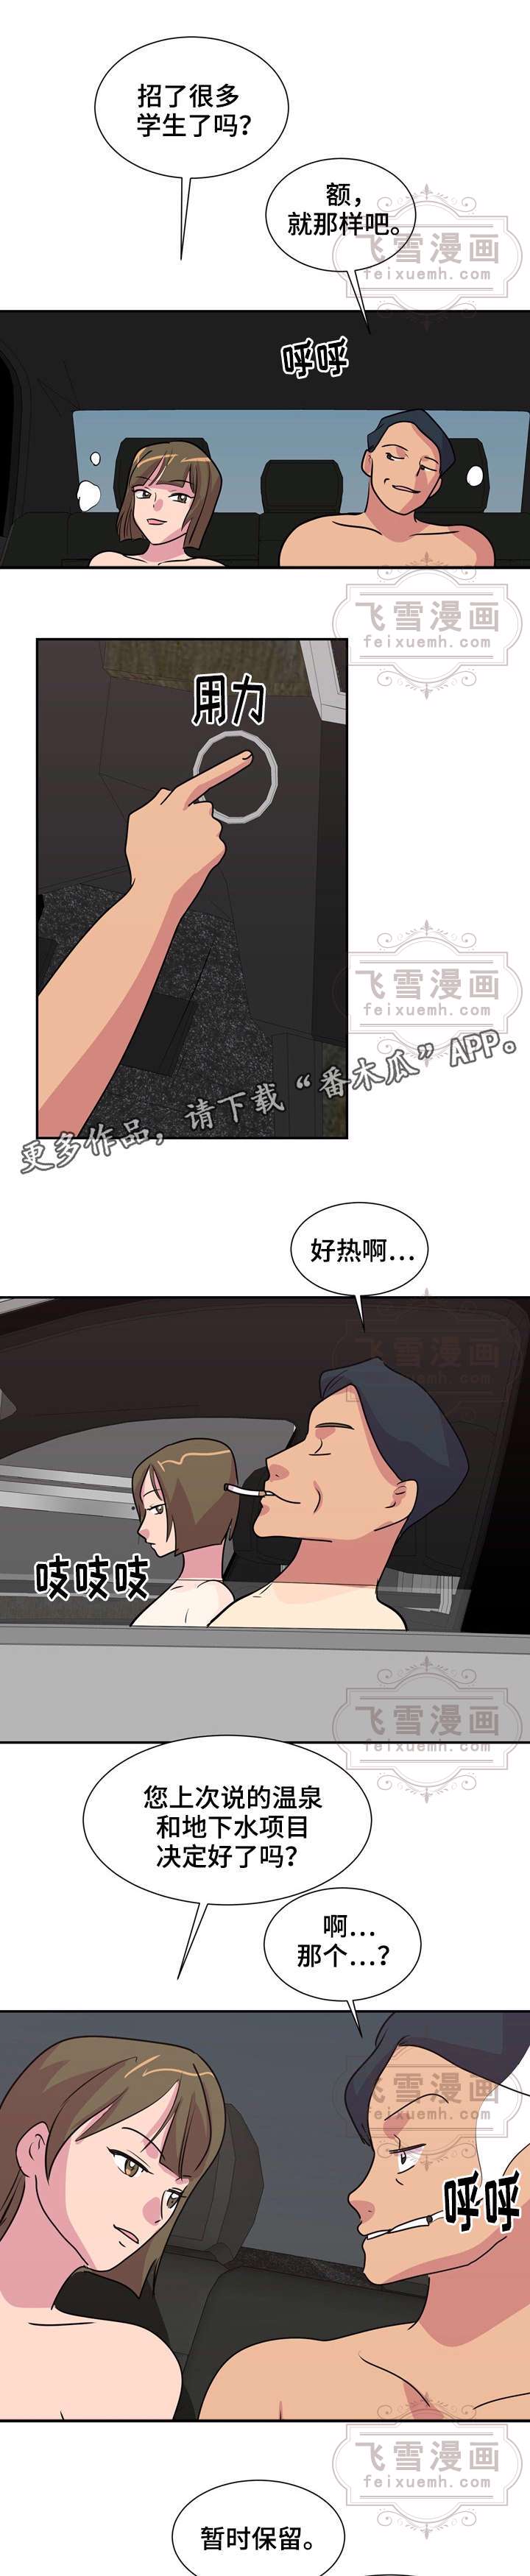 招了很多
学生了吗？
额，
就那样吧。
飞雪漫画
feixuemh.com
呼呼
飞雪漫画
feixuemh.com
用力
飞雪漫画
feixuemh.com
更多作品，请下载“番木瓜”APP。
好热啊...
飞雪漫画
feixuemh.com
吱吱吱
飞雪漫画
feixuemh.com
您上次说的温泉
和地下水项目
决定好了吗？
啊...
那个...？
飞雪漫画
feixuemh.com
呼呼
飞雪漫画
feixuemh.com
暂时保留。